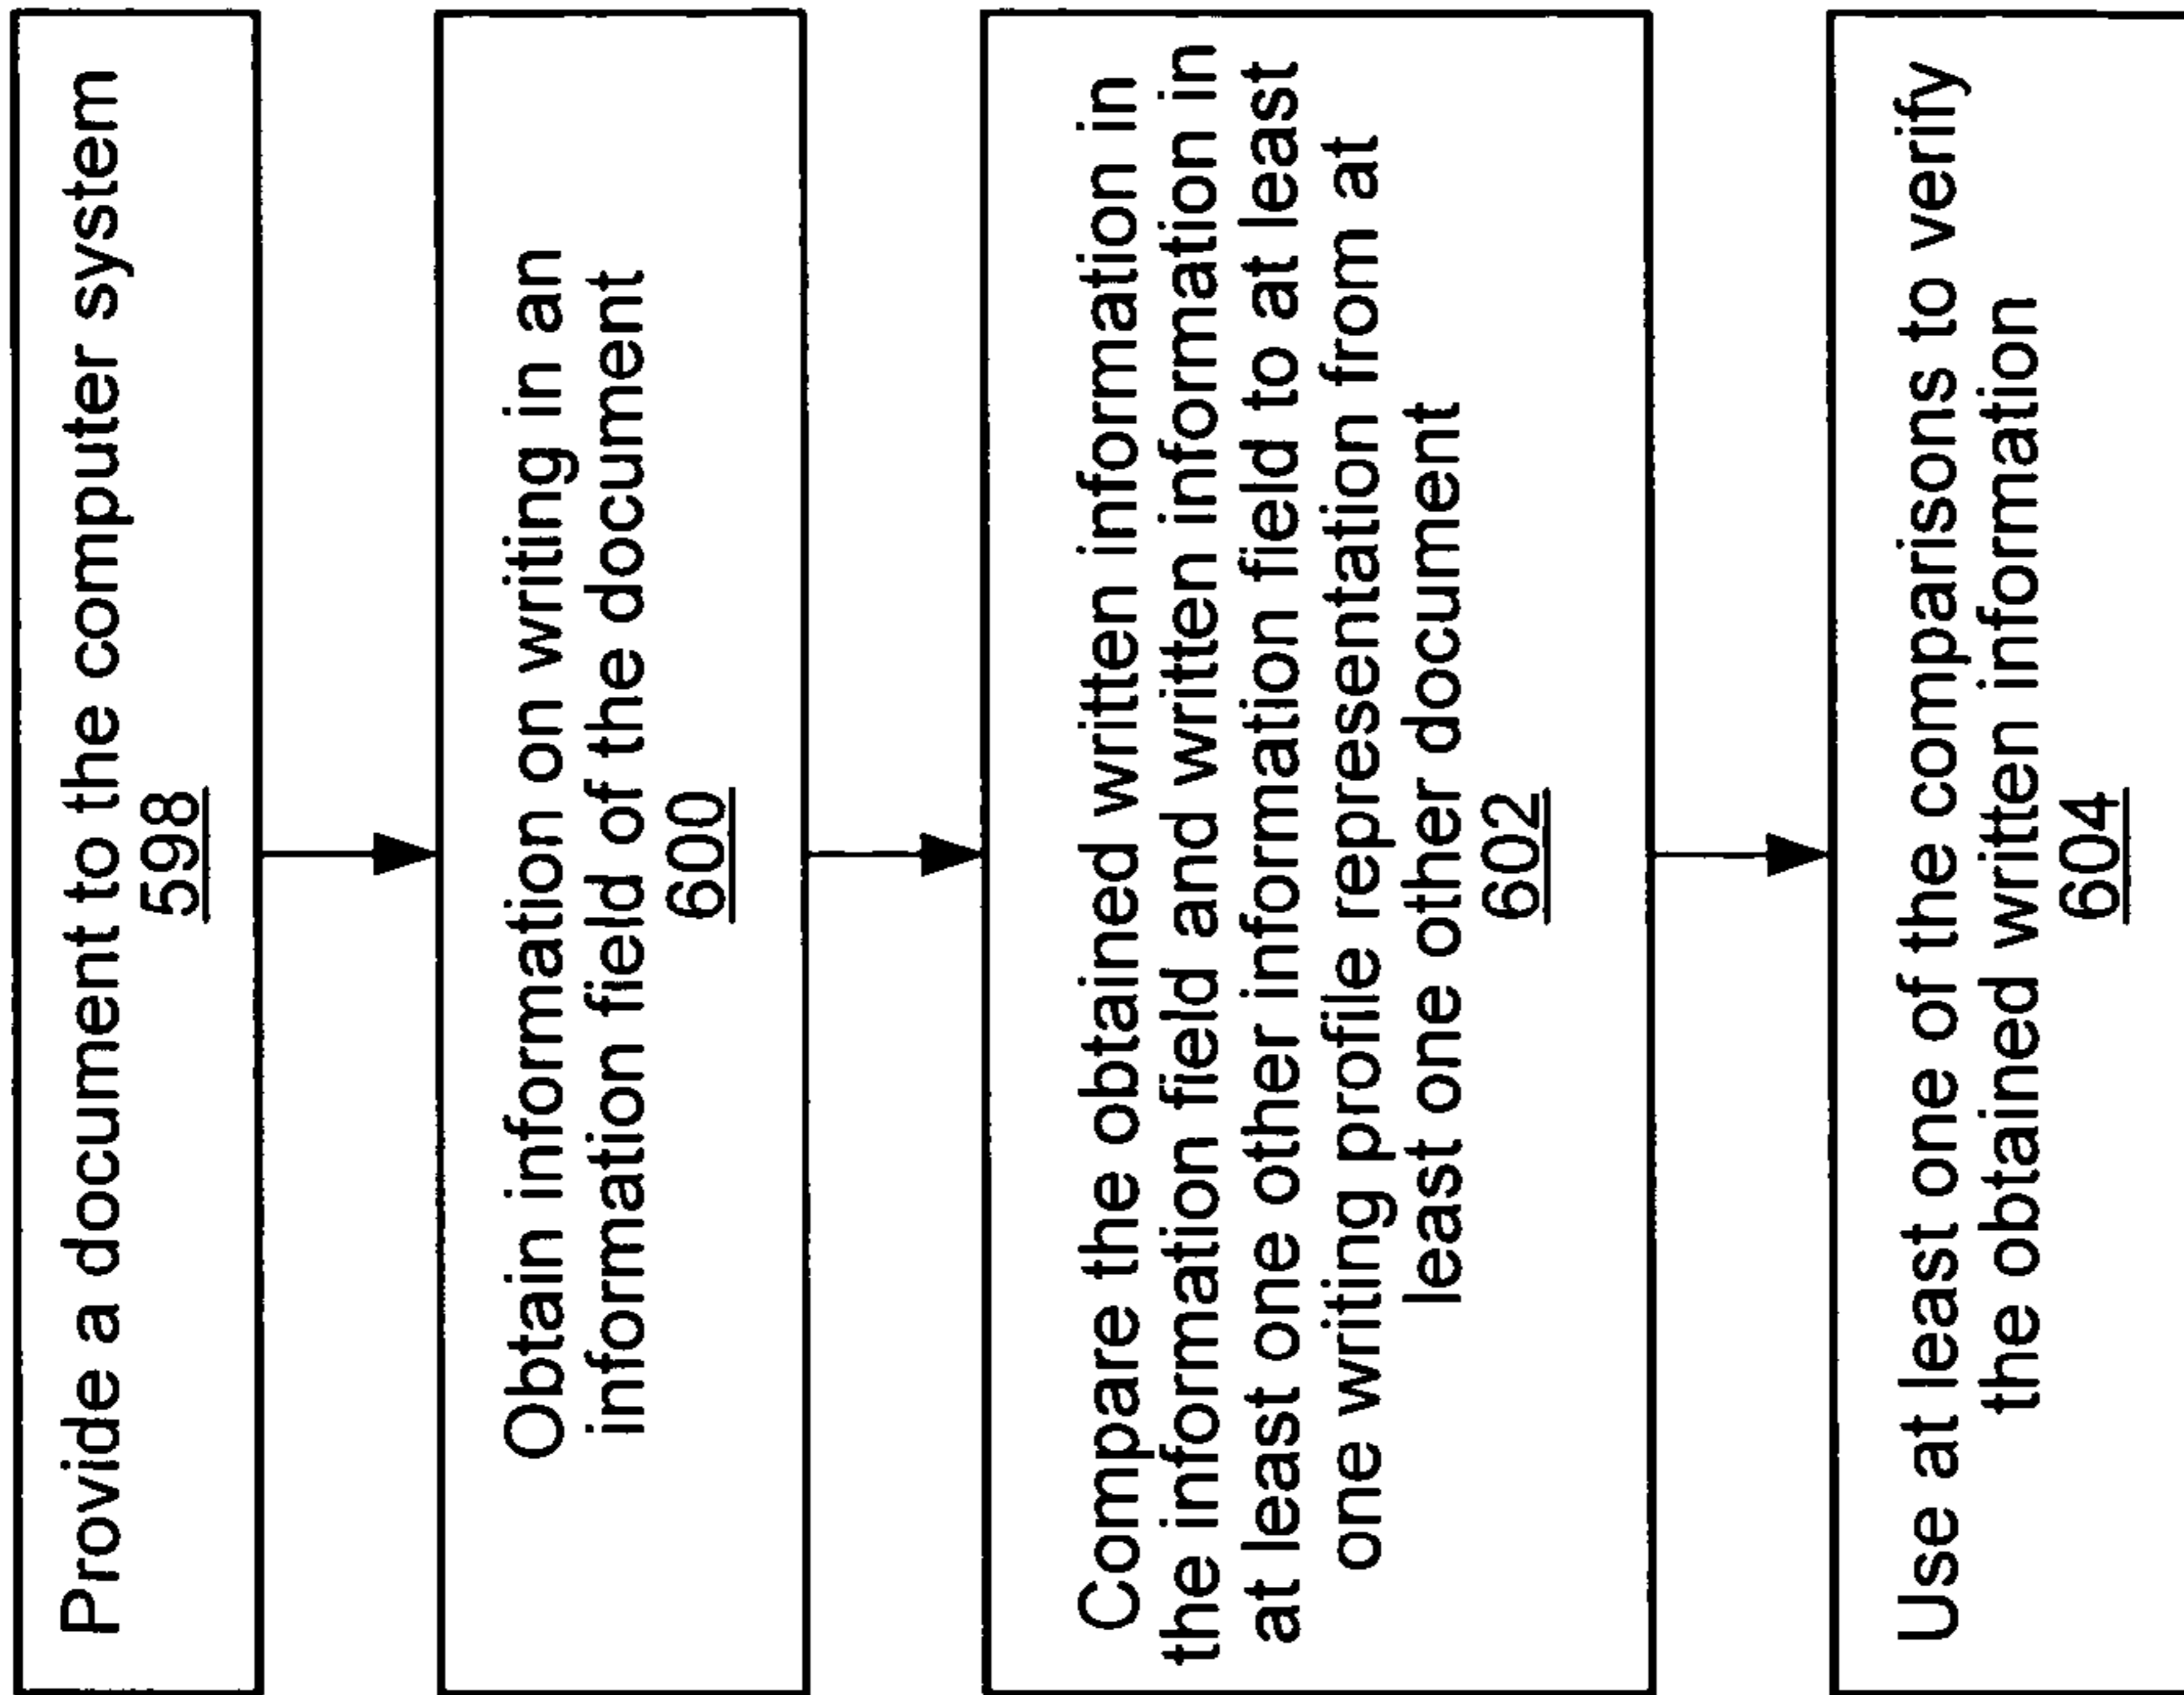 Provide a document to the computer system
598
Obtain information on writing in an
information field of the document
600
Compare the obtained written information in
the information field and written information in
at least one other information field to at least
one writing profile representation from at
least one other document
602
Use at least one of the comparisons to verify
the obtained written information
604